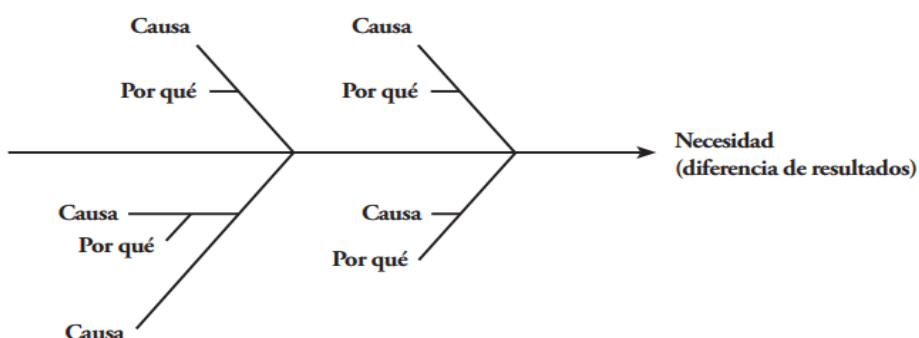 Causa
Causa
Por qué
Por qué
Necesidad
(diferencia de resultados)
Causa
Causa
Por qué
Por qué
Causa